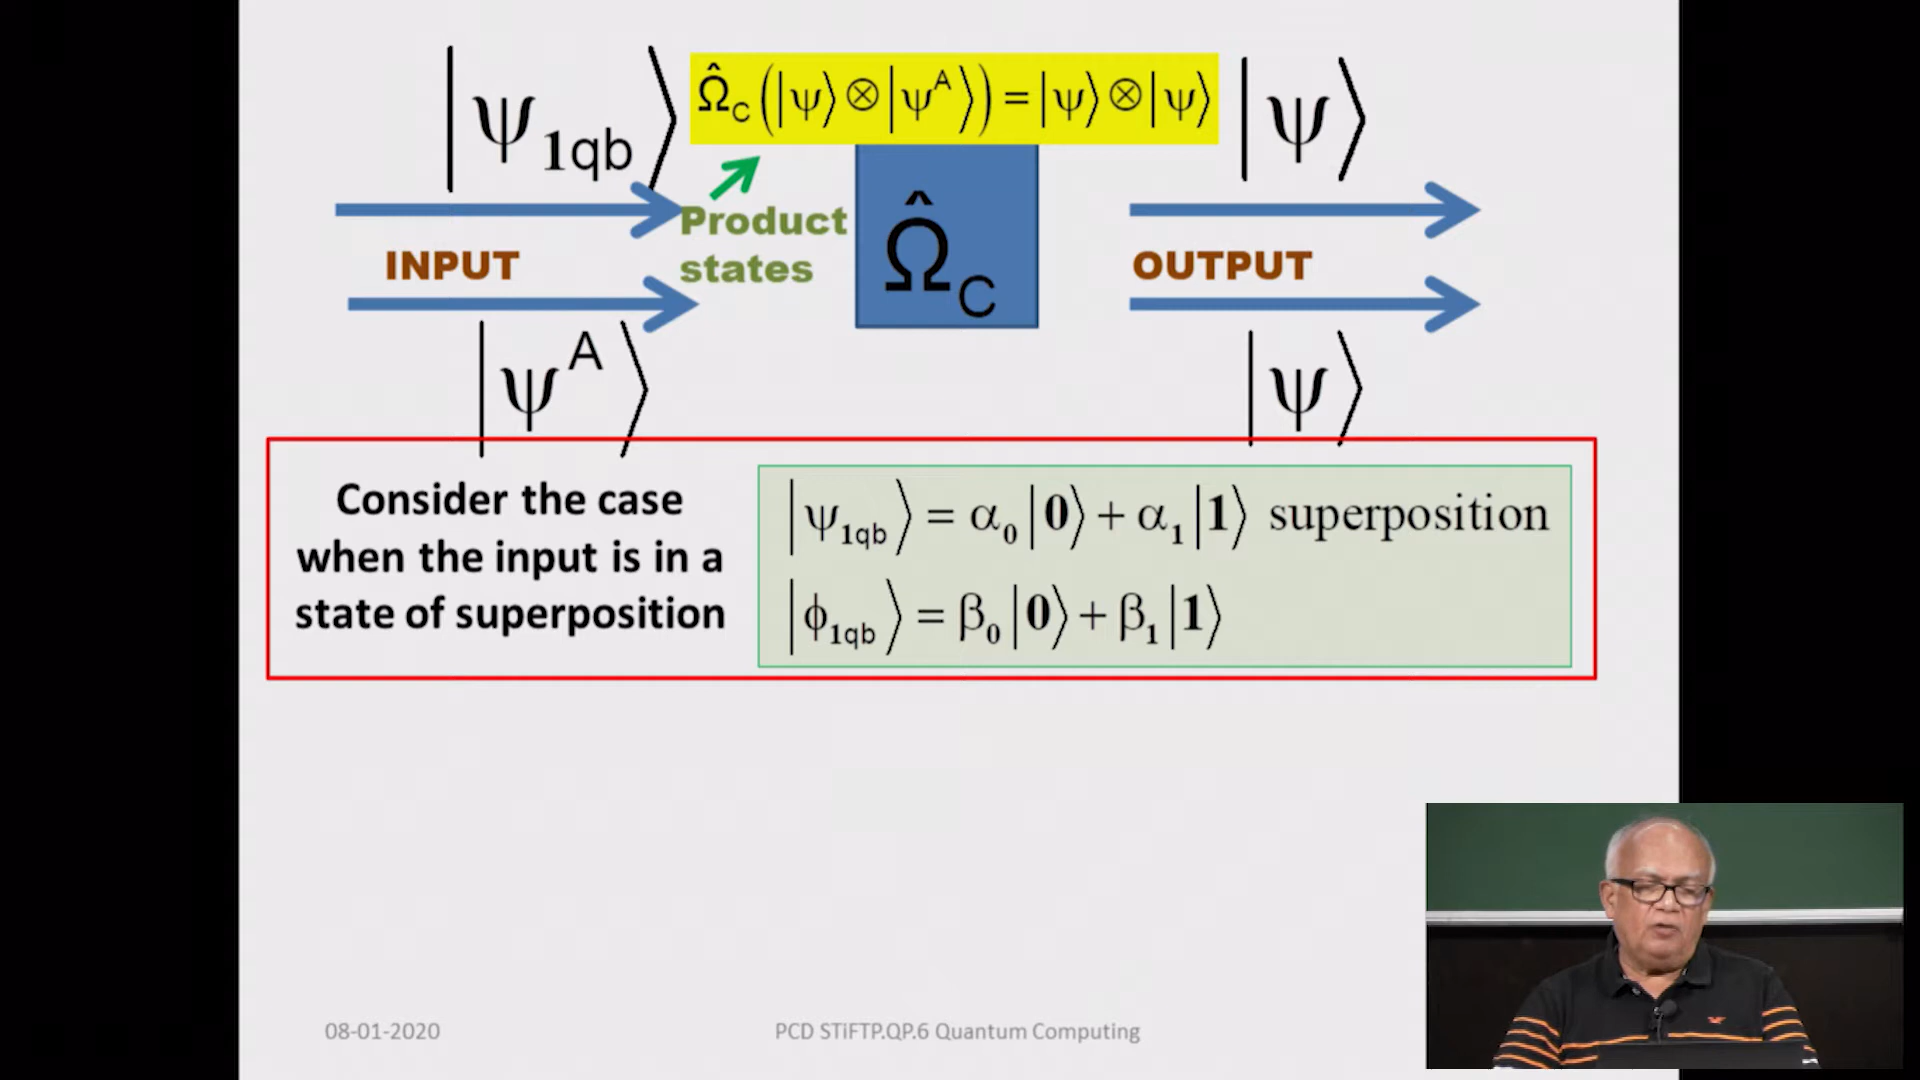 |ψ₁qb⟩ Ω̂_C(|ψ⟩⊗|ψᴬ⟩)=|ψ⟩⊗|ψ⟩ |ψ⟩
Product
states
INPUT
Ω̂_C
OUTPUT
|ψᴬ⟩ |ψ⟩
Consider the case
when the input is in a
state of superposition
|ψ₁qb⟩ = α₀|0⟩ + α₁|1⟩ superposition
|ϕ₁qb⟩ = β₀|0⟩ + β₁|1⟩
08-01-2020
PCD STiFTP.QP.6 Quantum Computing